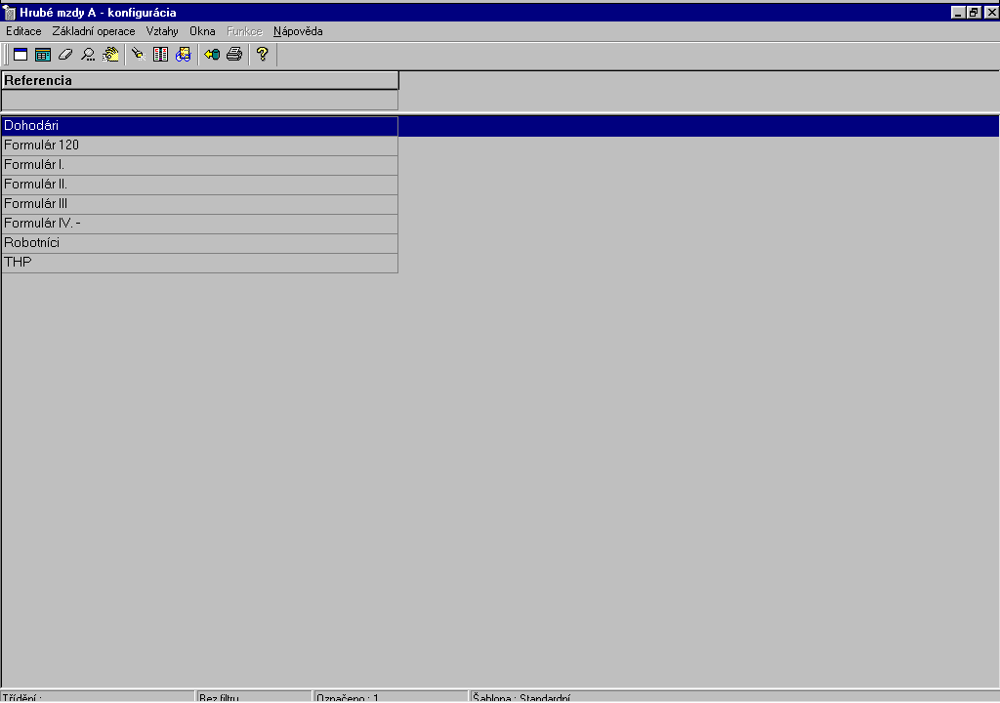 Hrubé mzdy A - konfigurácia
Editace Základní operace Vztahy Okna Funkce Nápověda
Referencia
Dohodári
Formulár 120
Formulár I.
Formulár II.
Formulár III
Formulár IV. -
Robotníci
THP
Třídění : Bez filtru Označeno : 1 Šablona : Standardní